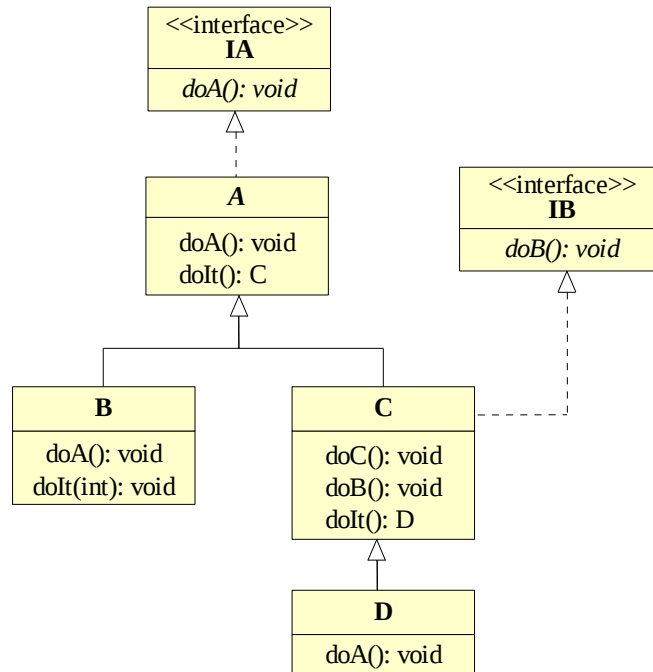 <<interface>>
IA
doA(): void
A
doA(): void
doIt(): C
<<interface>>
IB
doB(): void
B
doA(): void
doIt(int): void
C
doC(): void
doB(): void
doIt(): D
D
doA(): void